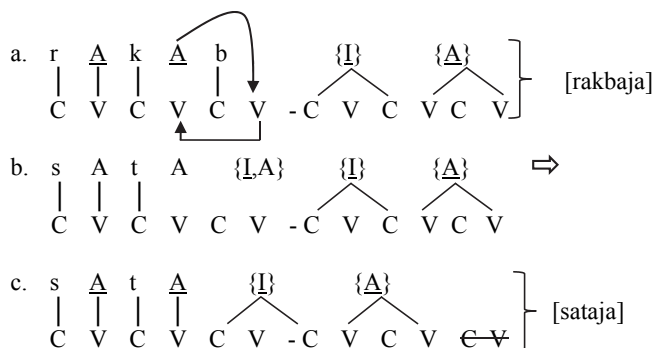 a. r A k A b {I} {A}
C V C V C V - C V C V C V [rakbaja]
b. s A t A {I,A} {I} {A} ⇨
C V C V C V - C V C V C V
c. s A t A {I} {A}
C V C V C V - C V C V C V [sataja]